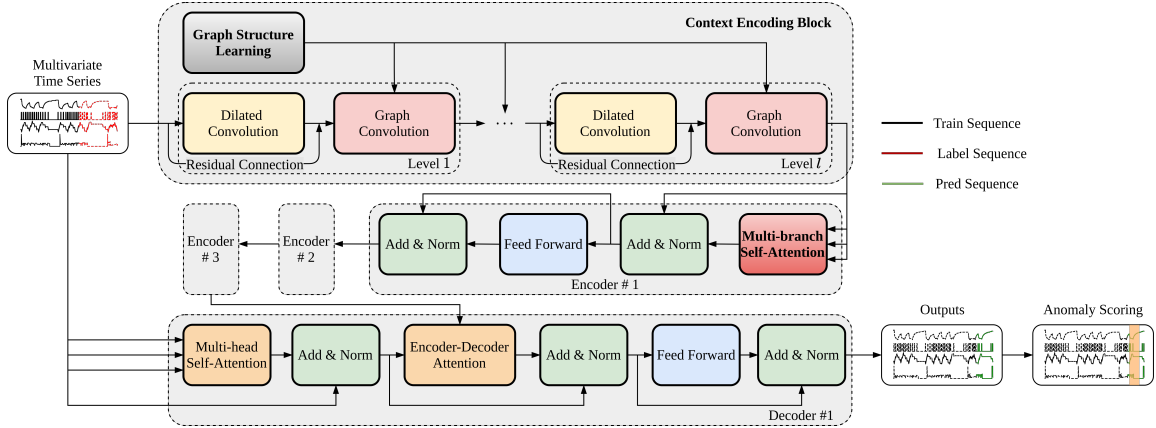 Context Encoding Block
Graph Structure
Learning
Multivariate
Time Series
Dilated
Convolution
Graph
Convolution
...
Dilated
Convolution
Graph
Convolution
Residual Connection
Level 1
Residual Connection
Level l
Train Sequence
Label Sequence
Pred Sequence
Encoder
# 3
Encoder
# 2
Add & Norm
Feed Forward
Add & Norm
Multi-branch
Self-Attention
Encoder # 1
Multi-head
Self-Attention
Add & Norm
Encoder-Decoder
Attention
Add & Norm
Feed Forward
Add & Norm
Decoder #1
Outputs
Anomaly Scoring